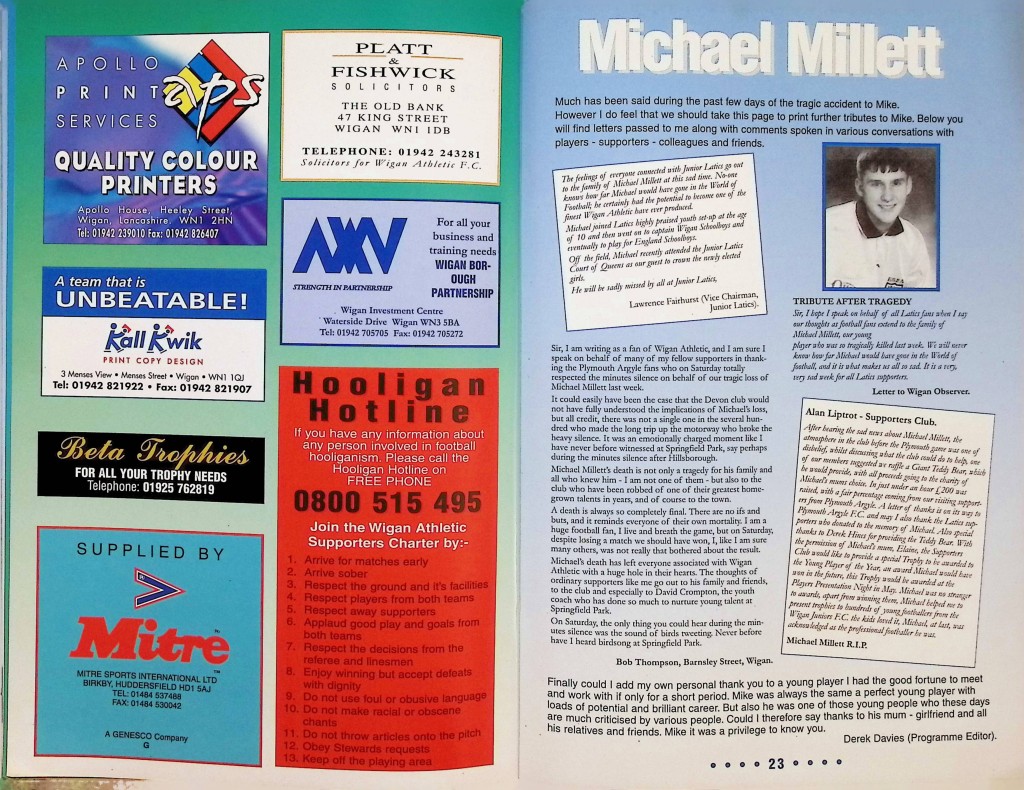 APOLLO
PRINT
SERVICES
aps
QUALITY COLOUR
PRINTERS
Apollo House, Heeley Street,
Wigan, Lancashire, WN1 2HN
Tel: 01942 239010 Fax: 01942 826407
A team that is
UNBEATABLE!
Kall Kwik
PRINT COPY DESIGN
3 Menses View • Menses Street • Wigan • WN1 1QJ
Tel: 01942 821922 • Fax: 01942 821907
Beta Trophies
FOR ALL YOUR TROPHY NEEDS
Telephone: 01925 762819
SUPPLIED BY
Mitre™
MITRE SPORTS INTERNATIONAL LTD
BIRKBY, HUDDERSFIELD HD1 5AJ
TEL: 01484 537468
FAX: 01484 530042
A GENESCO Company
G
PLATT
&
FISHWICK
SOLICITORS
THE OLD BANK
47 KING STREET
WIGAN WN1 1DB
TELEPHONE: 01942 243281
Solicitors for Wigan Athletic F.C.
For all your
business and
training needs
WIGAN BOR-
OUGH
PARTNERSHIP
STRENGTH IN PARTNERSHIP
Wigan Investment Centre
Waterside Drive Wigan WN3 5BA
Tel: 01942 705705 Fax: 01942 705272
Hooligan
Hotline
If you have any information about
any person involved in football
hooliganism. Please call the
Hooligan Hotline on
FREE PHONE
0800 515 495
Join the Wigan Athletic
Supporters Charter by:-
1. Arrive for matches early
2. Arrive sober
3. Respect the ground and it's facilities
4. Respect players from both teams
5. Respect away supporters
6. Applaud good play and goals from
both teams
7. Respect the decisions from the
referee and linesmen
8. Enjoy winning but accept defeats
with dignity
9. Do not use foul or obusive language
10. Do not make racial or obscene
chants
11. Do not throw articles onto the pitch
12. Obey Stewards requests
13. Keep off the playing area
Michael Millett
Much has been said during the past few days of the tragic accident to Mike.
However I do feel that we should take this page to print further tributes to Mike. Below you
will find letters passed to me along with comments spoken in various conversations with
players - supporters - colleagues and friends.
The feelings of everyone connected with Junior Latics go out
to the family of Michael Millett at this sad time. No-one
knows how far Michael would have gone in the World of
Football; he certainly had the potential to become one of the
finest Wigan Athletic have ever produced.
Michael joined Latics highly praised youth set-up at the age
of 10 and then went on to captain Wigan Schoolboys and
eventually to play for England Schoolboys.
Off the field, Michael recently attended the Junior Latics
Court of Queens as our guest to crown the newly elected
girls.
He will be sadly missed by all at Junior Latics,
Lawrence Fairhurst (Vice Chairman,
Junior Latics).
Sir, I am writing as a fan of Wigan Athletic, and am I sure I
speak on behalf of many of my fellow supporters in thank-
ing the Plymouth Argyle fans who on Saturday totally
respected the minutes silence on behalf of our tragic loss of
Michael Millett last week.
It could easily have been the case that the Devon club would
not have fully understood the implications of Michael's loss,
but all credit, there was not a single one in the several hund-
dred who made the long trip up the motorway who broke the
heavy silence. It was an emotionally charged moment like I
have never before witnessed at Springfield Park, say perhaps
during the minutes silence after Hillsborough.
Michael Millett's death is not only a tragedy for his family and
all who knew him - I am not one of them - but also to the
club who have been robbed of one of their greatest home-
grown talents in years, and of course to the town.
A death is always so completely final. There are no ifs and
buts, and it reminds everyone of their own mortality. I am a
huge football fan, I live and breath the game, but on Saturday,
despite losing a match we should have won, I, like I am sure
many others, was not really that bothered about the result.
Michael's death has left everyone associated with Wigan
Athletic with a huge hole in their hearts. The thoughts of
ordinary supporters like me go out to his family and friends,
to the club and especially to David Crompton, the youth
coach who has done so much to nurture young talent at
Springfield Park.
On Saturday, the only thing you could hear during the min-
utes silence was the sound of birds tweeting. Never before
have I heard birdsong at Springfield Park.
Bob Thompson, Barnsley Street, Wigan.
TRIBUTE AFTER TRAGEDY
Sir, I hope I speak on behalf of all Latics fans when I say
our thoughts as football fans extend to the family of
Michael Millett, our young
player who was so tragically killed last week. We will never
know how far Michael would have gone in the World of
football, and it is what makes us all so sad. It is a very,
very sad week for all Latics supporters.
Letter to Wigan Observer.
Alan Liptrot - Supporters Club.
After hearing the sad news about Michael Millett, the
atmosphere in the club before the Plymouth game was one of
disbelief, whilst discussing what the club could do to help, one
of our members suggested we raffle a Giant Teddy Bear, which
he would provide, with all proceeds going to the charity of
Michael's mums choice. In just under an hour £200 was
raised, with a fair percentage coming from our visiting support-
ers from Plymouth Argyle. A letter of thanks is on its way to
Plymouth Argyle F.C. and may I also thank the Latics sup-
porters who donated to the memory of Michael. Also special
thanks to Derek Hines for providing the Teddy Bear. With
the permission of Michael's mum, Elaine, the Supporters
Club would like to provide a special Trophy to be awarded to
the Young Player of the Year, an award Michael would have
won in the future, this Trophy would be awarded at the
Players Presentation Night in May. Michael was no stranger
to awards, apart from winning them, Michael helped me to
present trophies to hundreds of young footballers from the
Wigan Juniors F.C. the kids loved it, Michael, at last, was
acknowledged as the professional footballer he was.
Michael Millett R.I.P.
Finally could I add my own personal thank you to a young player I had the good fortune to meet
and work with if only for a short period. Mike was always the same a perfect young player with
loads of potential and brilliant career. But also he was one of those young people who these days
are much criticised by various people. Could I therefore say thanks to his mum - girlfriend and all
his relatives and friends. Mike it was a privilege to know you.
Derek Davies (Programme Editor).
23